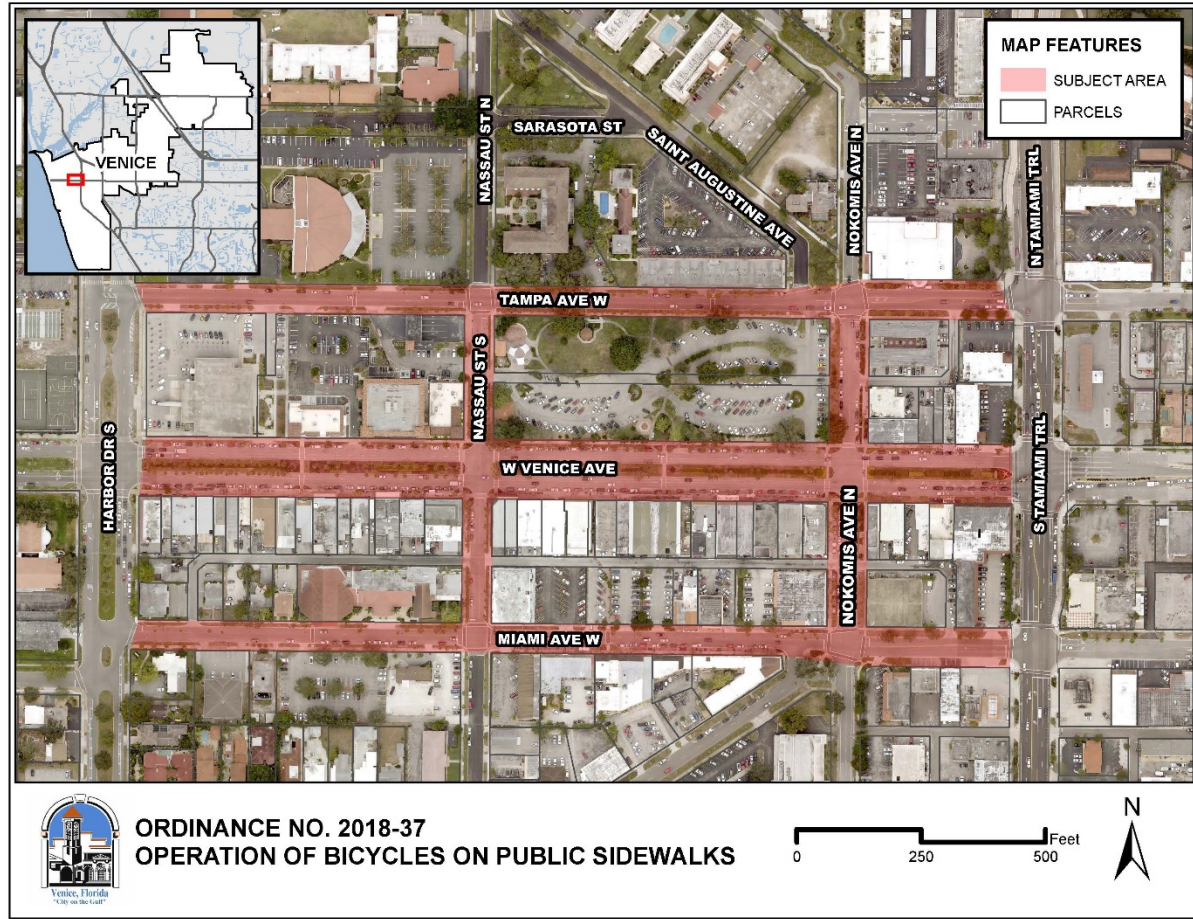 VENICE
MAP FEATURES
SUBJECT AREA
PARCELS
NASSAU ST N
SARASOTA ST
SAINT AUGUSTINE AVE
NOKOMIS AVE N
N TAMIAMI TRL
TAMPA AVE W
NASSAU ST S
HARBOR DR S
W VENICE AVE
S TAMIAMI TRL
NOKOMIS AVE N
MIAMI AVE W
ORDINANCE NO. 2018-37
OPERATION OF BICYCLES ON PUBLIC SIDEWALKS
Venice, Florida
"City on the Gulf"
Feet
0 250 500
N